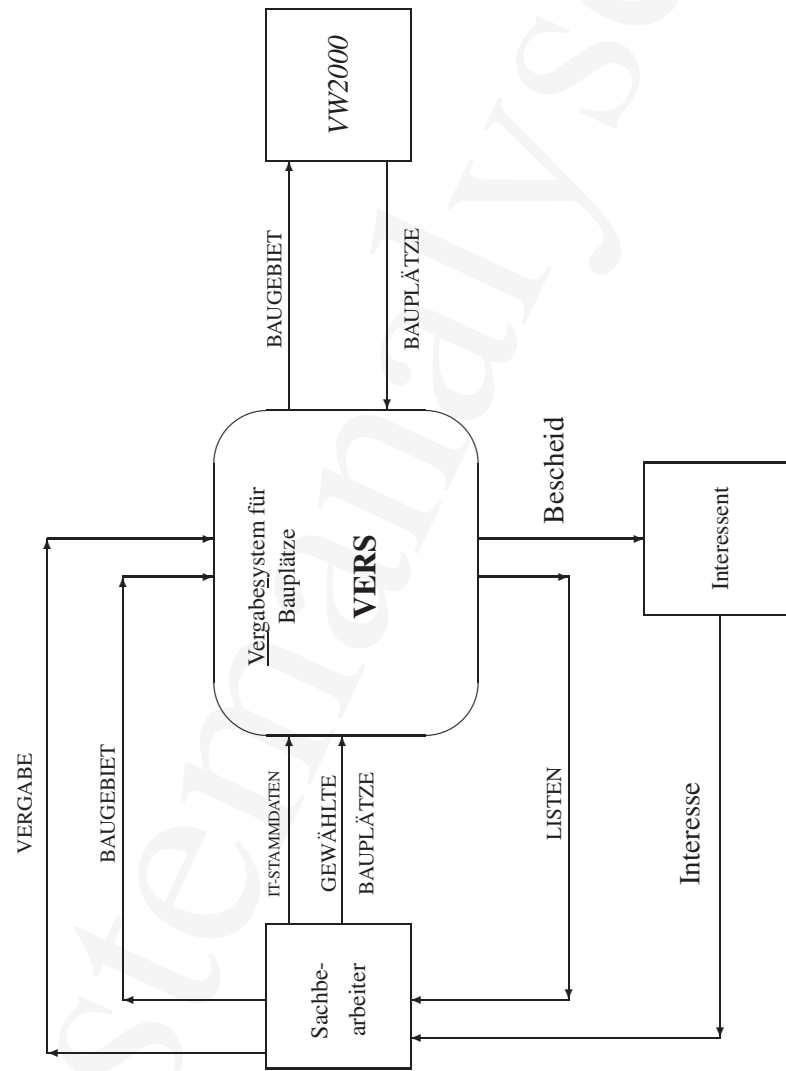 VERGABE
BAUGEBIET
IT-STAMMDATEN
GEWÄHLTE
BAUPLÄTZE
Sachbe-
arbeiter
Vergabesystem für
Bauplätze
VERS
BAUGEBIET
BAUPLÄTZE
VW2000
LISTEN
Bescheid
Interesse
Interessent
stemanalyse